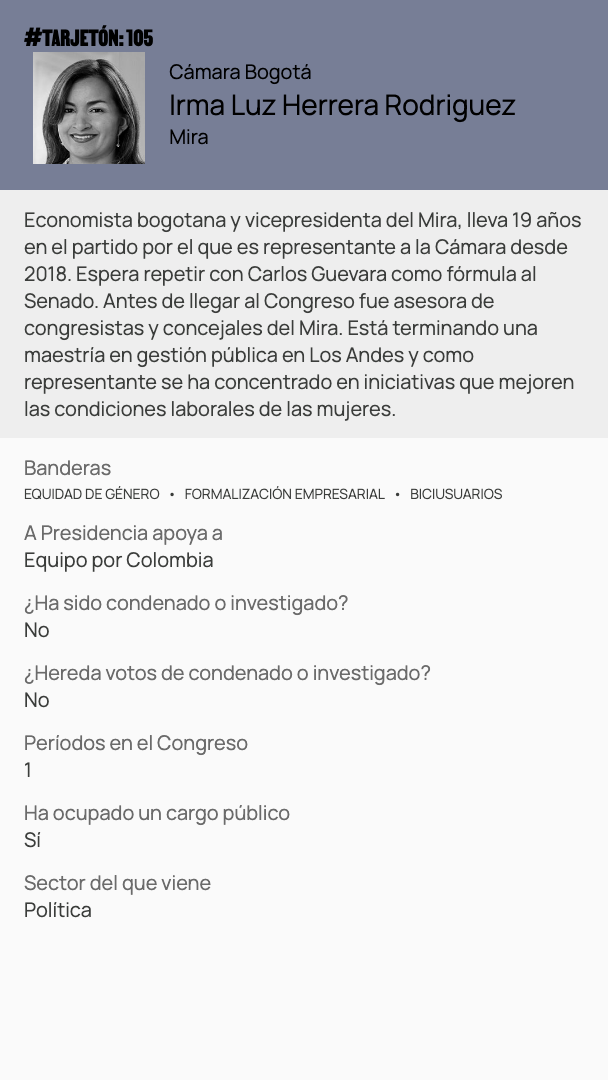 #TARJETÓN: 105
Cámara Bogotá
Irma Luz Herrera Rodriguez
Mira
Economista bogotana y vicepresidenta del Mira, lleva 19 años
en el partido por el que es representante a la Cámara desde
2018. Espera repetir con Carlos Guevara como fórmula al
Senado. Antes de llegar al Congreso fue asesora de
congresistas y concejales del Mira. Está terminando una
maestría en gestión pública en Los Andes y como
representante se ha concentrado en iniciativas que mejoren
las condiciones laborales de las mujeres.
Banderas
EQUIDAD DE GÉNERO • FORMALIZACIÓN EMPRESARIAL • BICIUSUARIOS
A Presidencia apoya a
Equipo por Colombia
¿Ha sido condenado o investigado?
No
¿Hereda votos de condenado o investigado?
No
Períodos en el Congreso
1
Ha ocupado un cargo público
Sí
Sector del que viene
Política